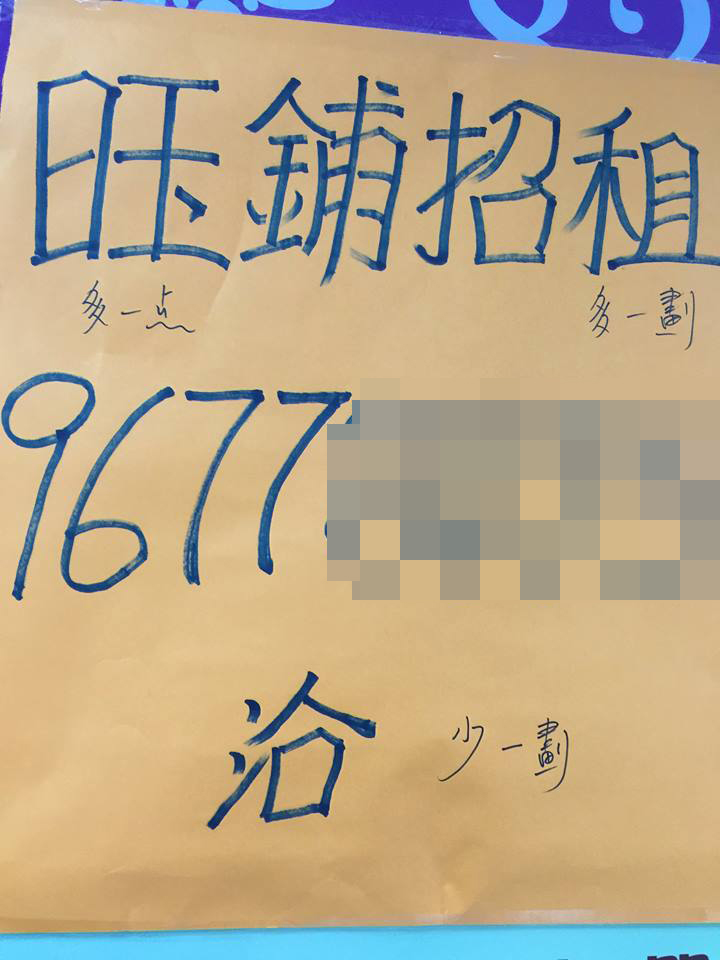 旺鋪招租
多一点 多一劃
9677
洽 少一劃